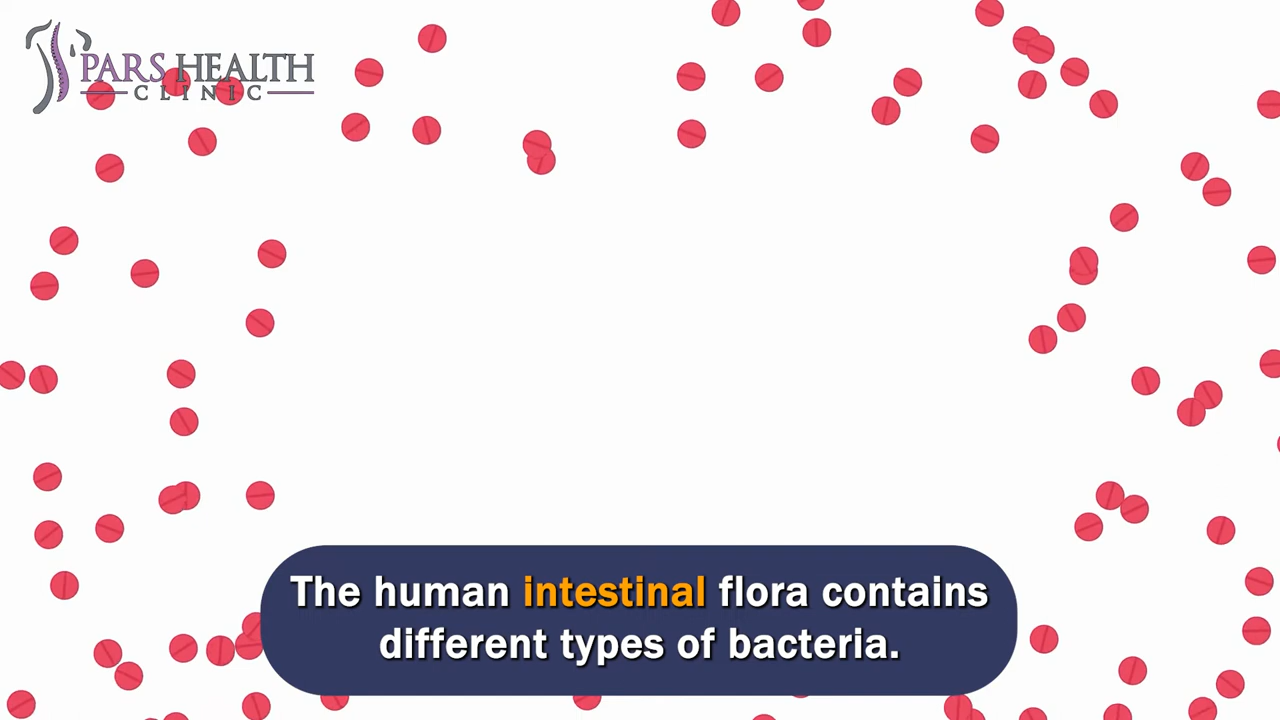 PARS HEALTH
CLINIC
The human intestinal flora contains
different types of bacteria.